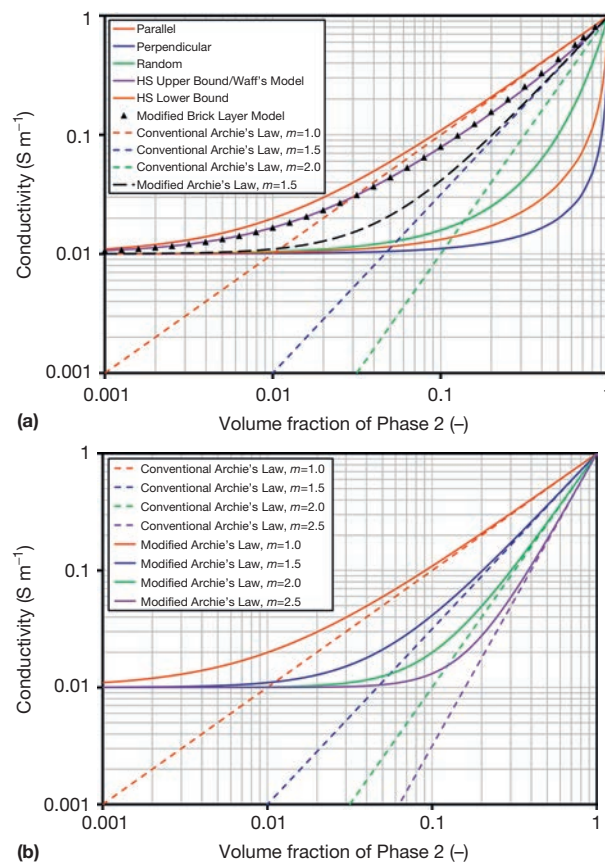 1
0.1
0.01
0.001
Conductivity (S m⁻¹)
Parallel
Perpendicular
Random
HS Upper Bound/Waff's Model
HS Lower Bound
Modified Brick Layer Model
Conventional Archie's Law, m=1.0
Conventional Archie's Law, m=1.5
Conventional Archie's Law, m=2.0
Modified Archie's Law, m=1.5
0.001
0.01
0.1
1
(a)
Volume fraction of Phase 2 (–)
1
0.1
0.01
0.001
Conductivity (S m⁻¹)
Conventional Archie's Law, m=1.0
Conventional Archie's Law, m=1.5
Conventional Archie's Law, m=2.0
Conventional Archie's Law, m=2.5
Modified Archie's Law, m=1.0
Modified Archie's Law, m=1.5
Modified Archie's Law, m=2.0
Modified Archie's Law, m=2.5
0.001
0.01
0.1
1
(b)
Volume fraction of Phase 2 (–)